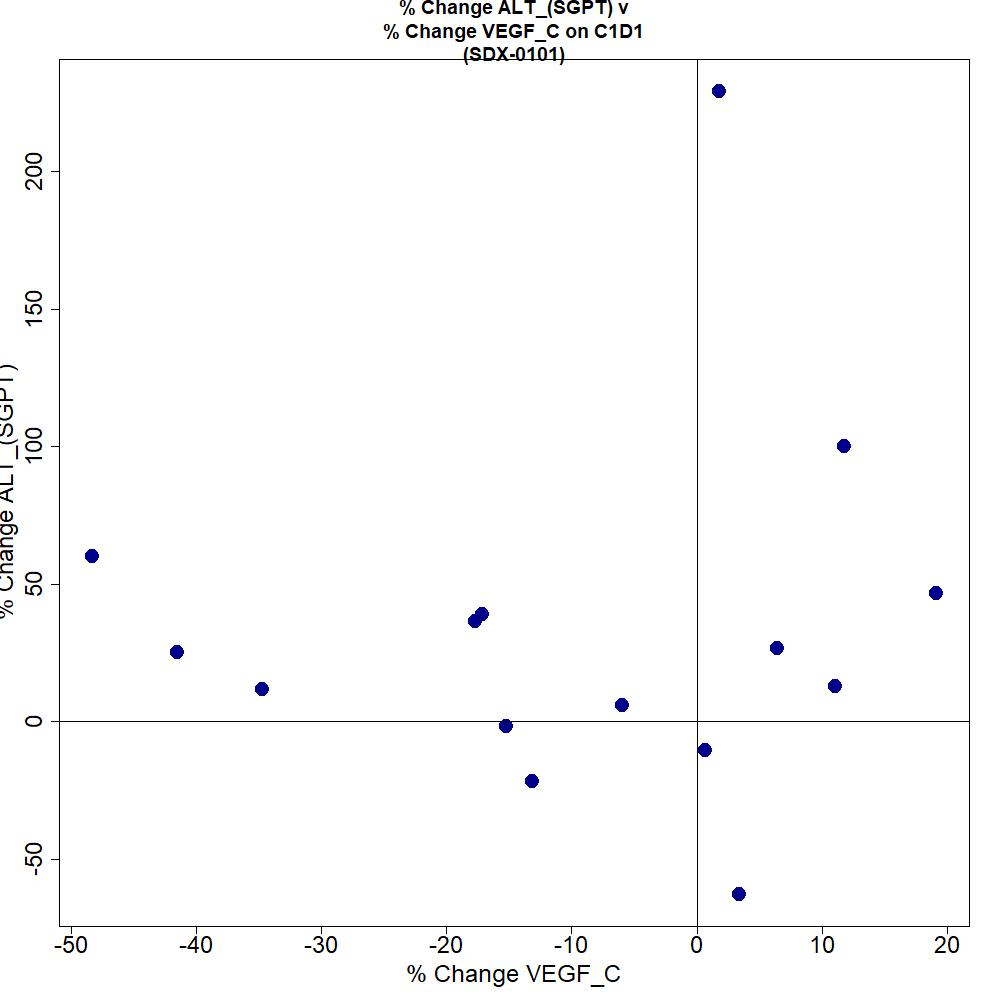 % Change ALT_(SGPT) v
% Change VEGF_C on C1D1
(SDX-0101)
% Change ALT_(SGPT)
200
150
100
50
0
-50
-50 -40 -30 -20 -10 0 10 20
% Change VEGF_C